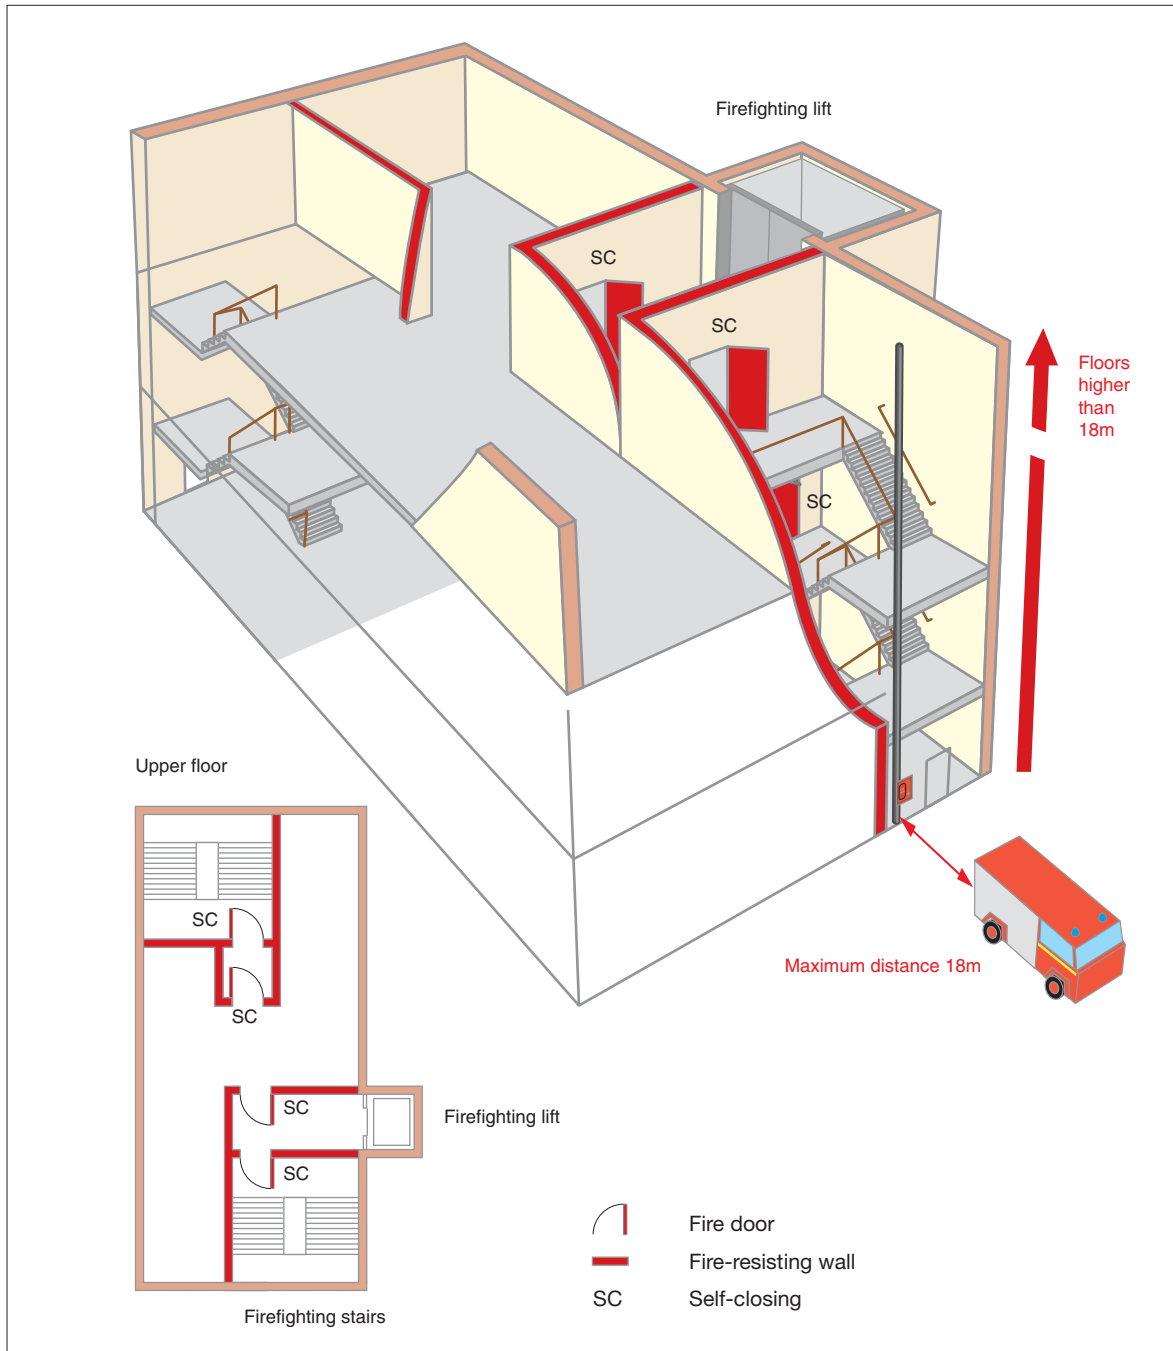 Firefighting lift
SC
SC
Floors
higher
than
18m
SC
Upper floor
Maximum distance 18m
SC
SC
SC
Firefighting lift
SC
Fire door
Fire-resisting wall
SC Self-closing
Firefighting stairs